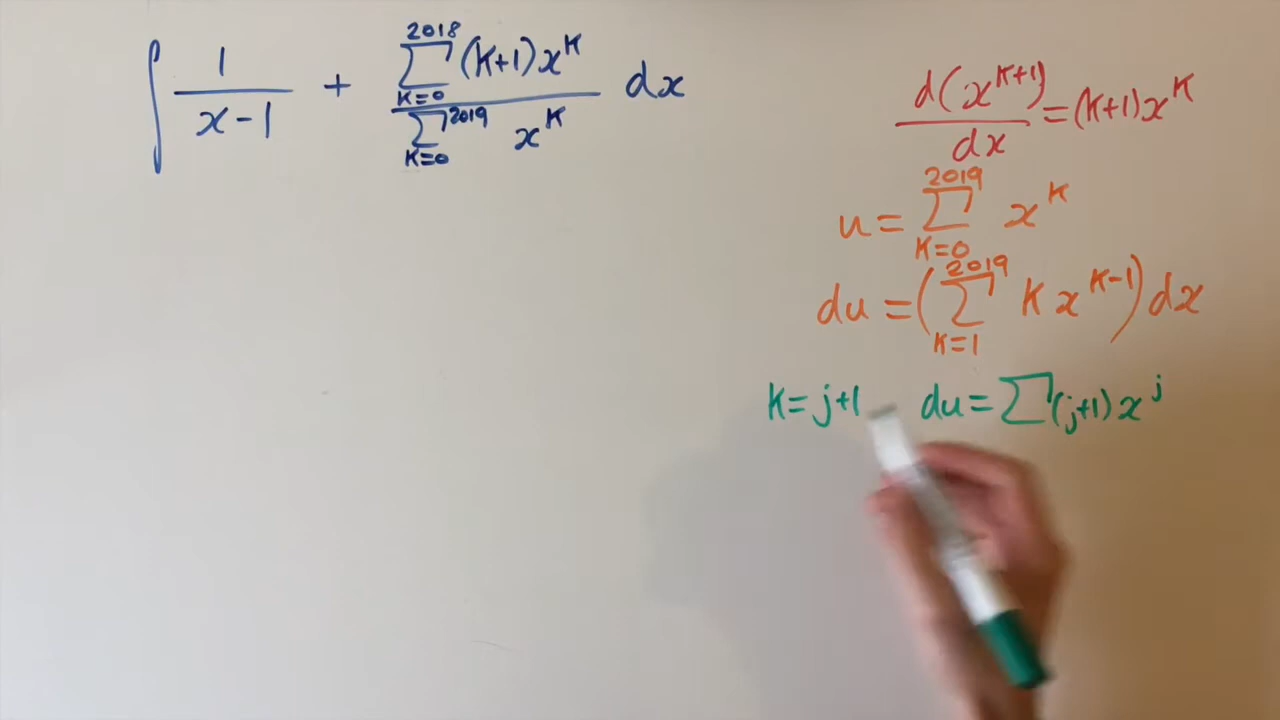 ∫ 1/(x-1) + (∑_{K=0}^{2018} (K+1)x^K)/(∑_{K=0}^{2019} x^K) dx
d(x^{K+1})/dx = (K+1)x^K
u = ∑_{K=0}^{2019} x^K
du = (∑_{K=1}^{2019} K x^{K-1}) dx
K = j+1 du = ∑ (j+1) x^j